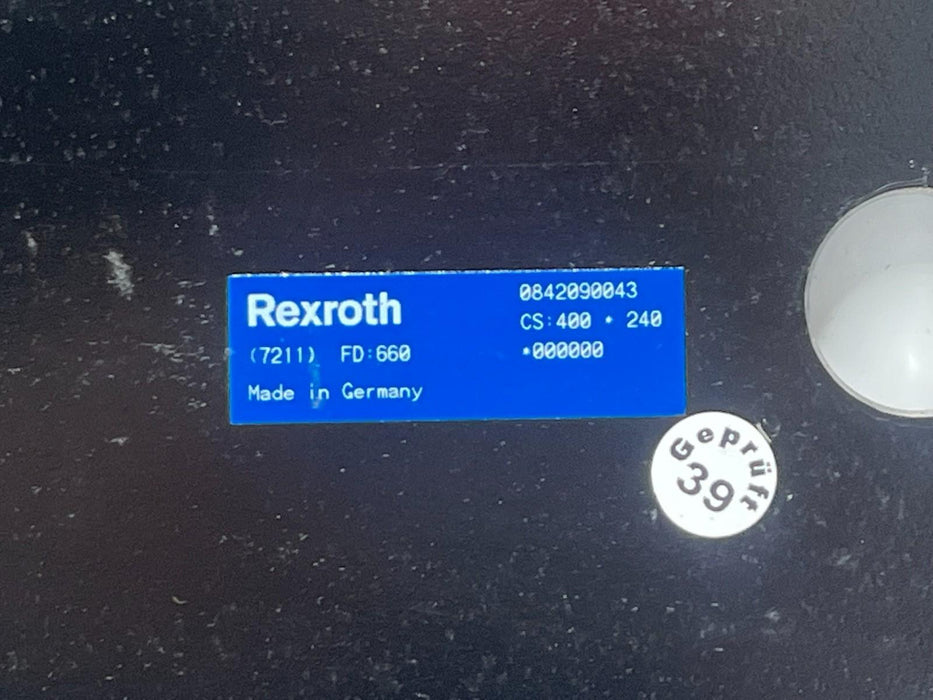 Rexroth
(7211) FD:660
Made in Germany
0842090043
CS:400 * 240
*000000
Geprüft
39